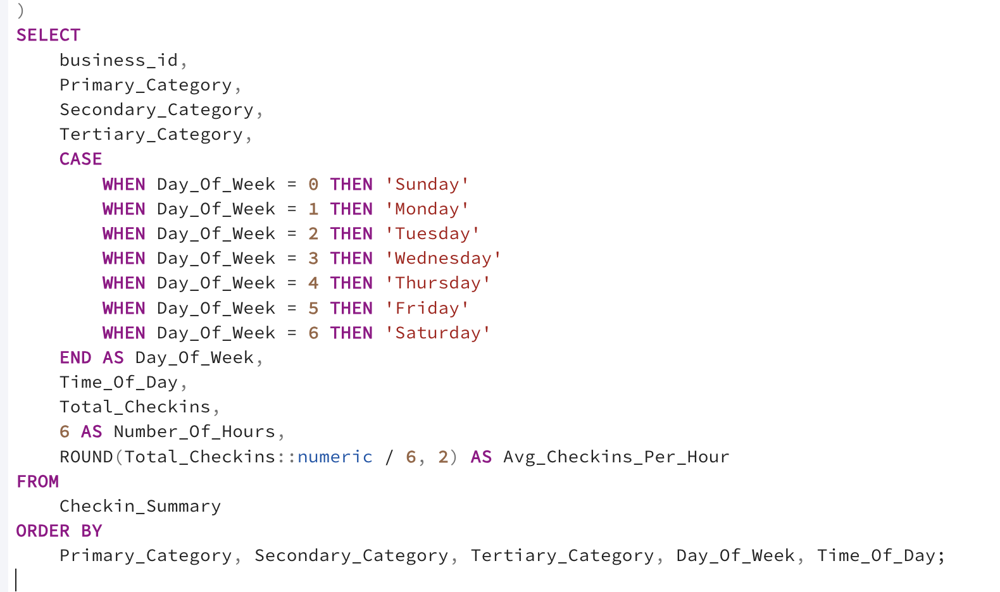 )
SELECT
    business_id,
    Primary_Category,
    Secondary_Category,
    Tertiary_Category,
    CASE
        WHEN Day_Of_Week = 0 THEN 'Sunday'
        WHEN Day_Of_Week = 1 THEN 'Monday'
        WHEN Day_Of_Week = 2 THEN 'Tuesday'
        WHEN Day_Of_Week = 3 THEN 'Wednesday'
        WHEN Day_Of_Week = 4 THEN 'Thursday'
        WHEN Day_Of_Week = 5 THEN 'Friday'
        WHEN Day_Of_Week = 6 THEN 'Saturday'
    END AS Day_Of_Week,
    Time_Of_Day,
    Total_Checkins,
    6 AS Number_Of_Hours,
    ROUND(Total_Checkins::numeric / 6, 2) AS Avg_Checkins_Per_Hour
FROM
    Checkin_Summary
ORDER BY
    Primary_Category, Secondary_Category, Tertiary_Category, Day_Of_Week, Time_Of_Day;